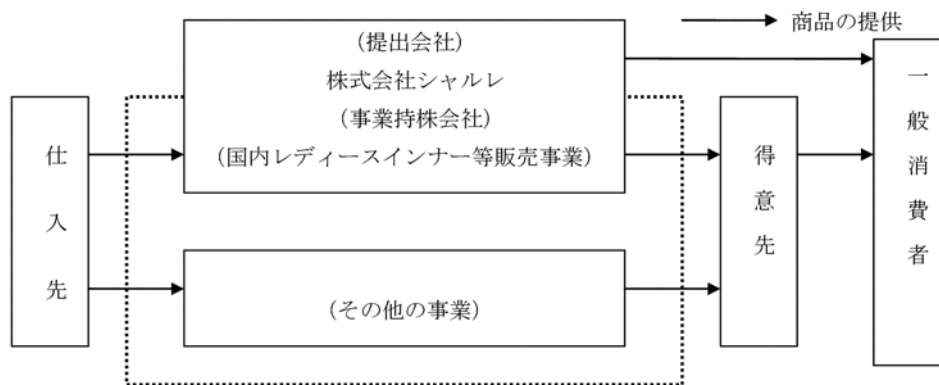 商品の提供
(提出会社)
株式会社シャルレ
(事業持株会社)
(国内レディースインナー等販売事業)
(その他の事業)
仕入先
得意先
一般消費者